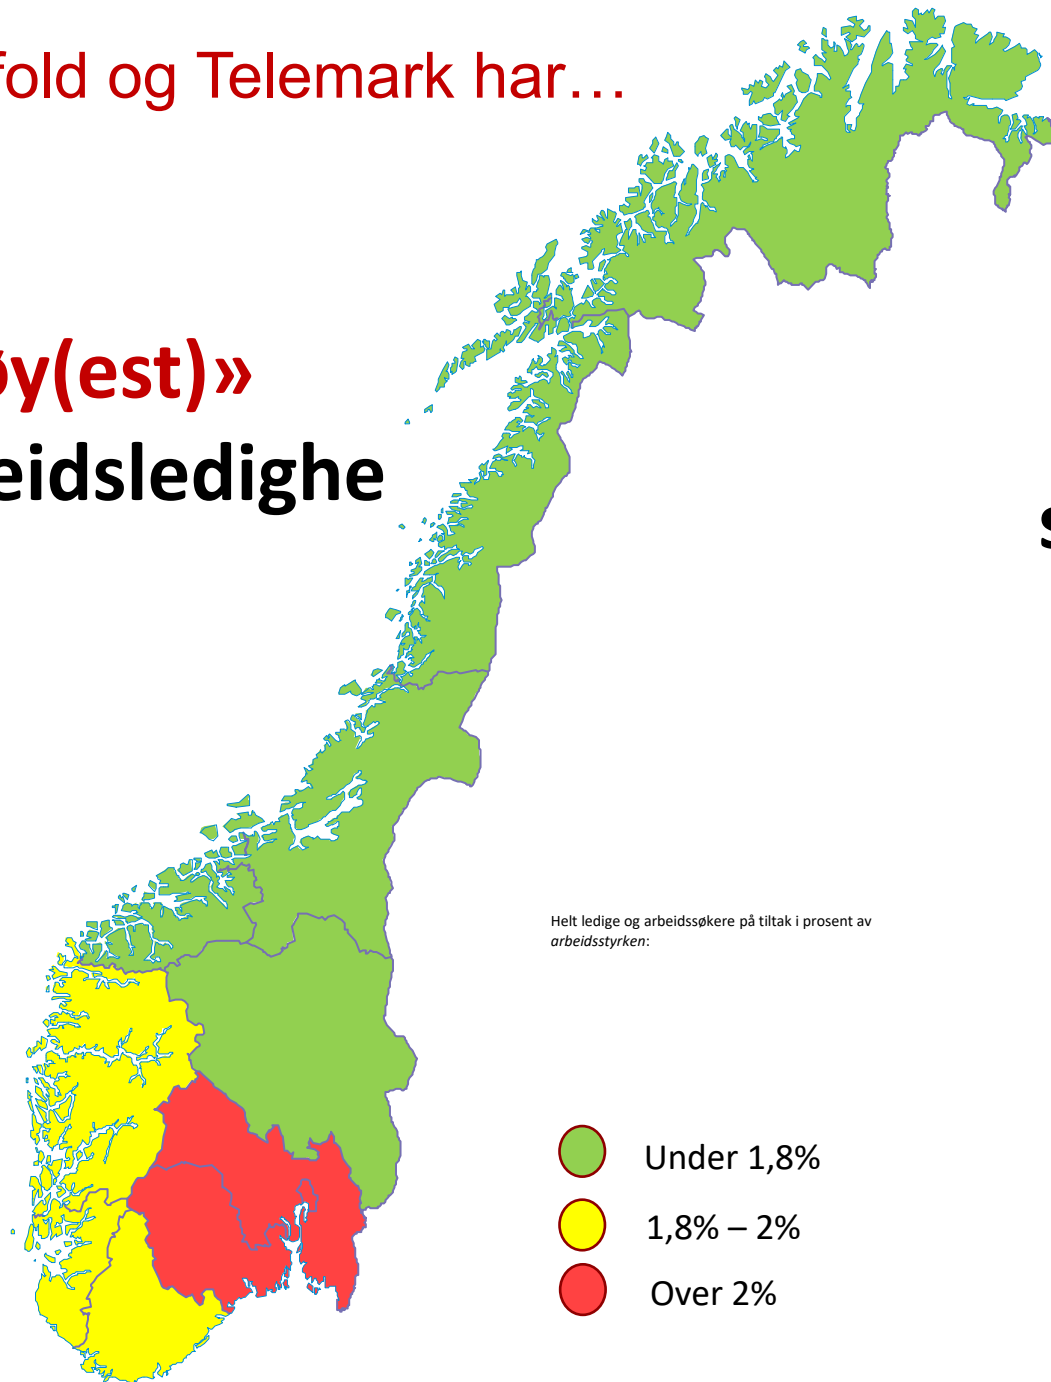 fold og Telemark har…
øy(est)»
eidsledighe
s
Helt ledige og arbeidssøkere på tiltak i prosent av
arbeidsstyrken:
Under 1,8%
1,8% – 2%
Over 2%